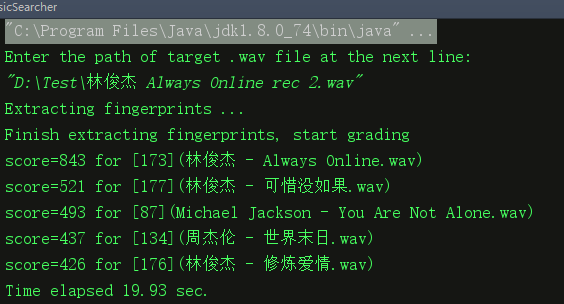 sicSearcher
"C:\Program Files\Java\jdk1.8.0_74\bin\java" ...
Enter the path of target .wav file at the next line:
"D:\Test\林俊杰 Always Online rec 2.wav"
Extracting fingerprints ...
Finish extracting fingerprints, start grading
score=843 for [173](林俊杰 - Always Online.wav)
score=521 for [177](林俊杰 - 可惜没如果.wav)
score=493 for [87](Michael Jackson - You Are Not Alone.wav)
score=437 for [134](周杰伦 - 世界末日.wav)
score=426 for [176](林俊杰 - 修炼爱情.wav)
Time elapsed 19.93 sec.